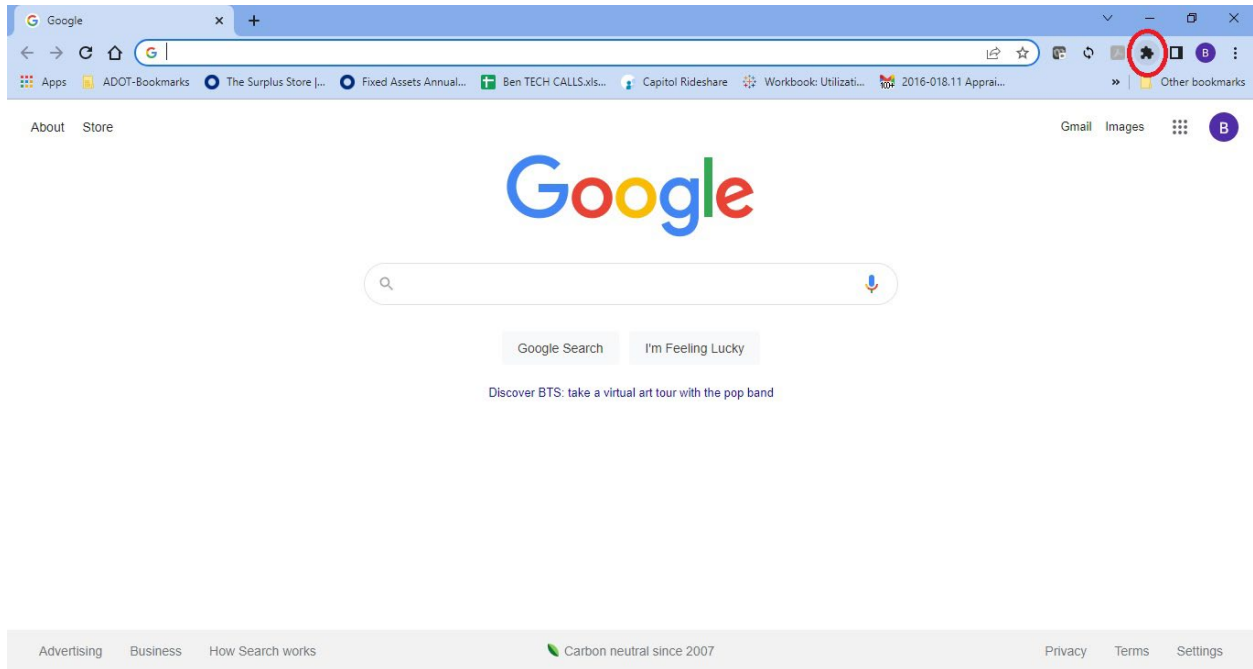 Google
Apps ADOT-Bookmarks The Surplus Store |... Fixed Assets Annual... Ben TECH CALLS.xls... Capitol Rideshare Workbook: Utilizati... 100+ 2016-018.11 Apprai... » Other bookmarks
About Store Gmail Images B
Google
Google Search I'm Feeling Lucky
Discover BTS: take a virtual art tour with the pop band
Advertising Business How Search works Carbon neutral since 2007 Privacy Terms Settings